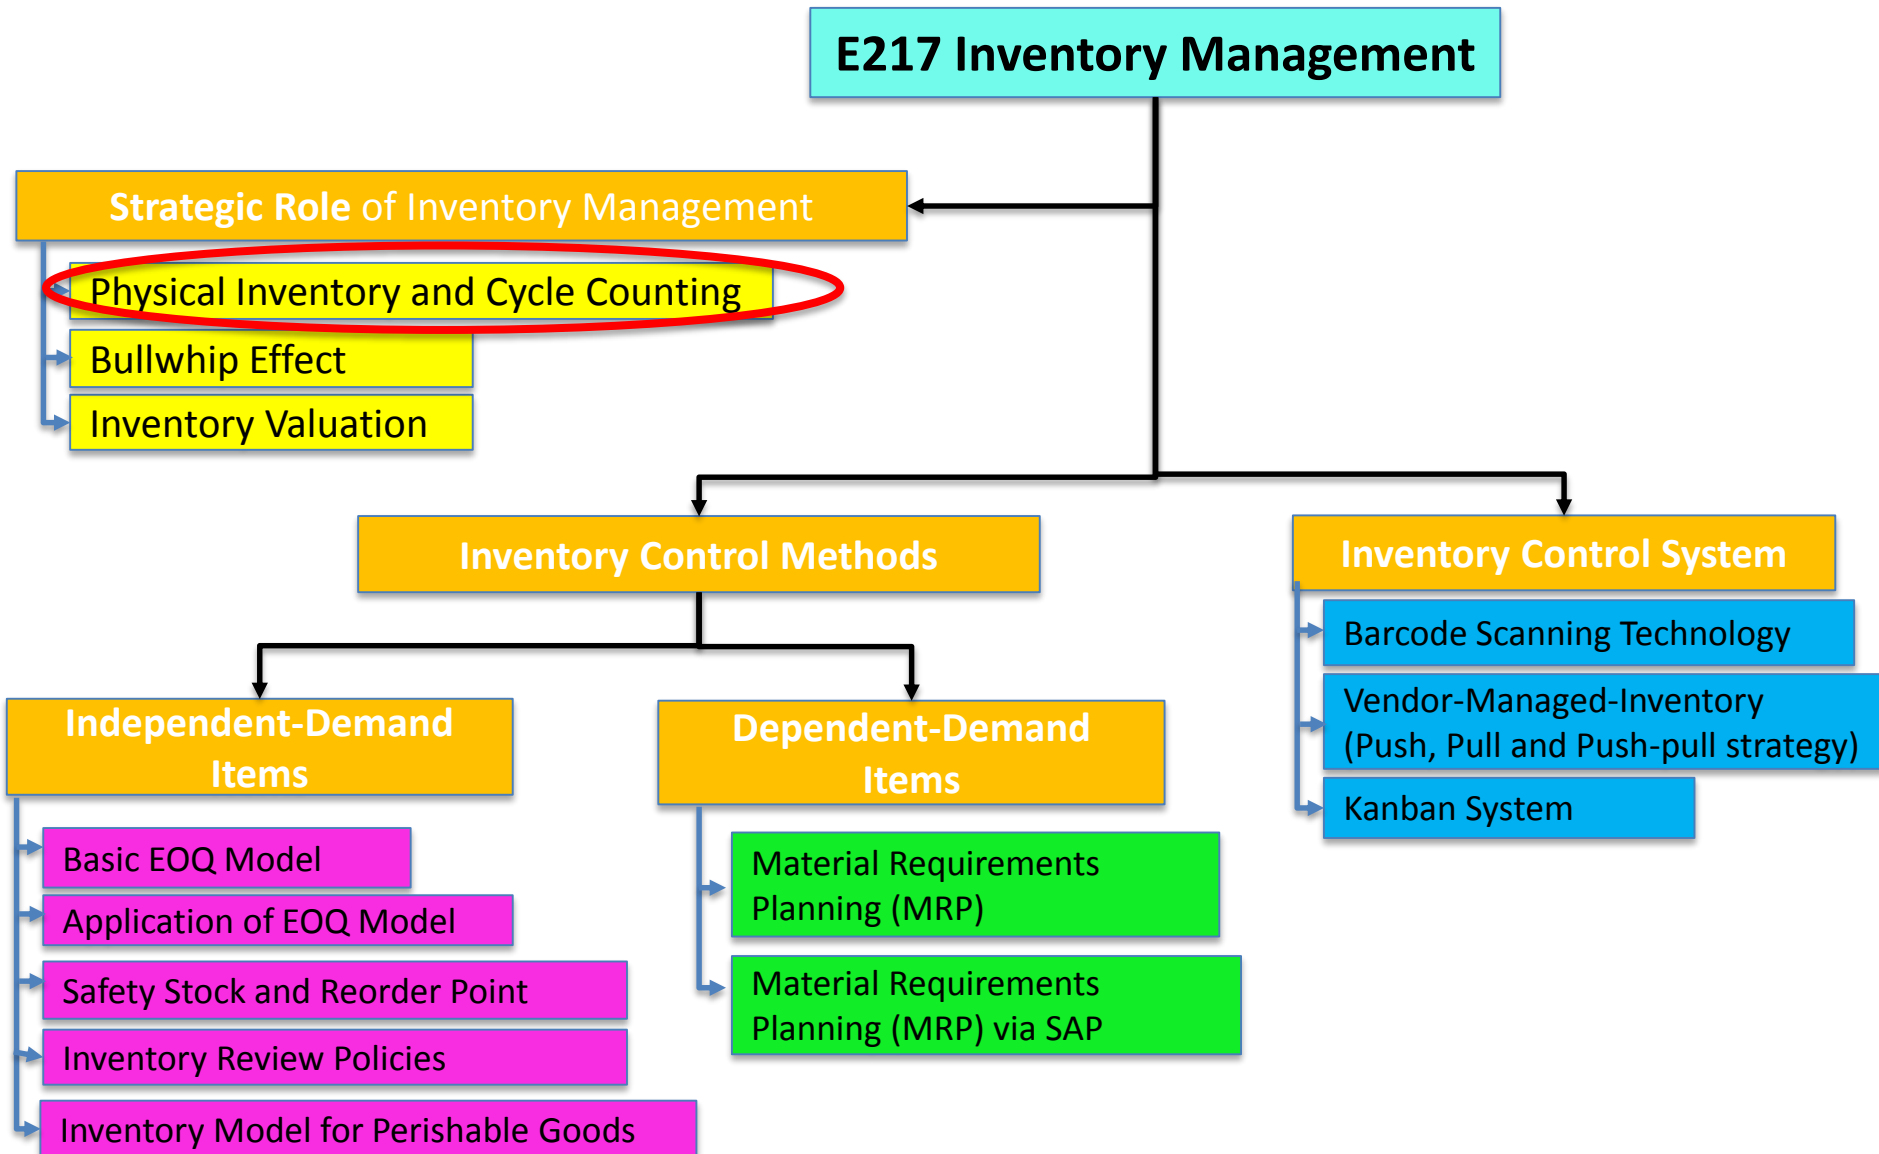 E217 Inventory Management
Strategic Role of Inventory Management
Physical Inventory and Cycle Counting
Bullwhip Effect
Inventory Valuation
Inventory Control Methods
Inventory Control System
Barcode Scanning Technology
Vendor-Managed-Inventory
(Push, Pull and Push-pull strategy)
Kanban System
Independent-Demand
Items
Basic EOQ Model
Application of EOQ Model
Safety Stock and Reorder Point
Inventory Review Policies
Inventory Model for Perishable Goods
Dependent-Demand
Items
Material Requirements
Planning (MRP)
Material Requirements
Planning (MRP) via SAP